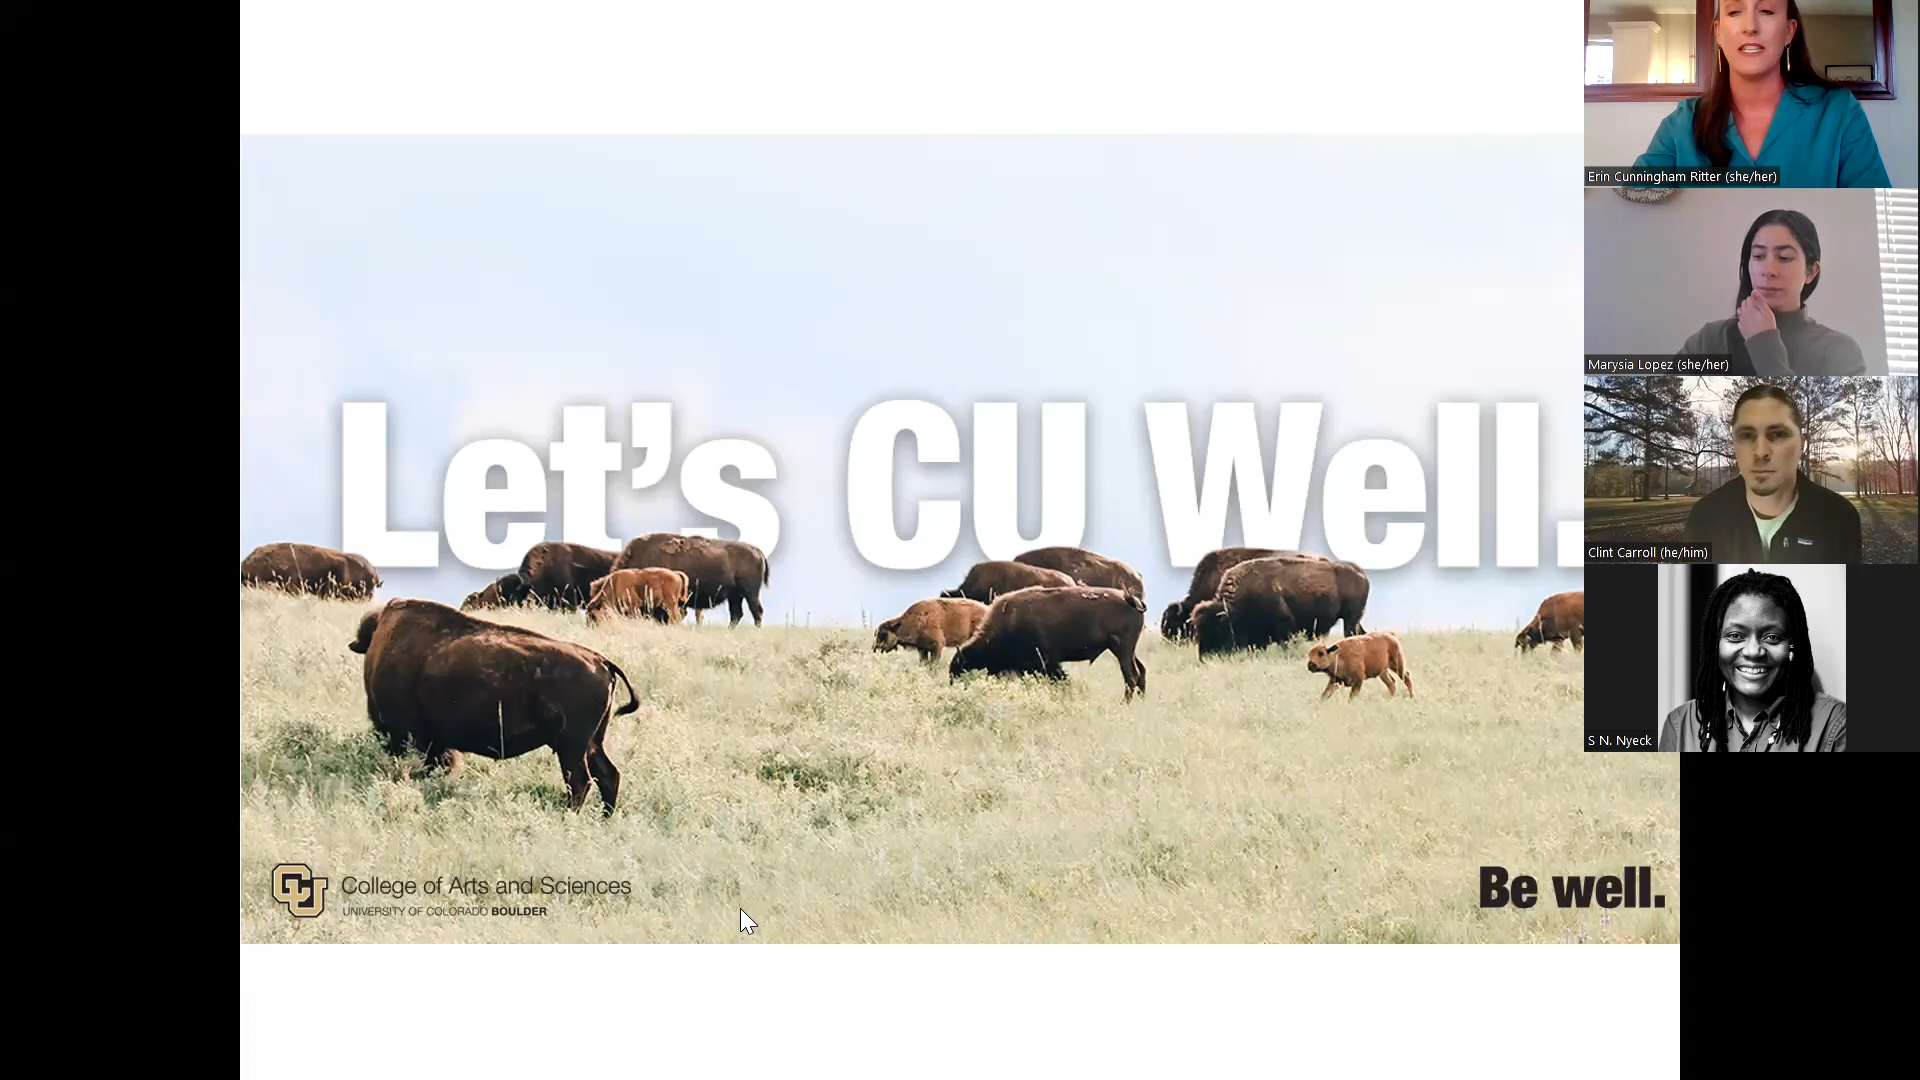 Let's CU Well.
College of Arts and Sciences
UNIVERSITY OF COLORADO BOULDER
Be well.
Erin Cunningham Ritter (she/her)
Marysia Lopez (she/her)
Clint Carroll (he/him)
S N. Nyeck